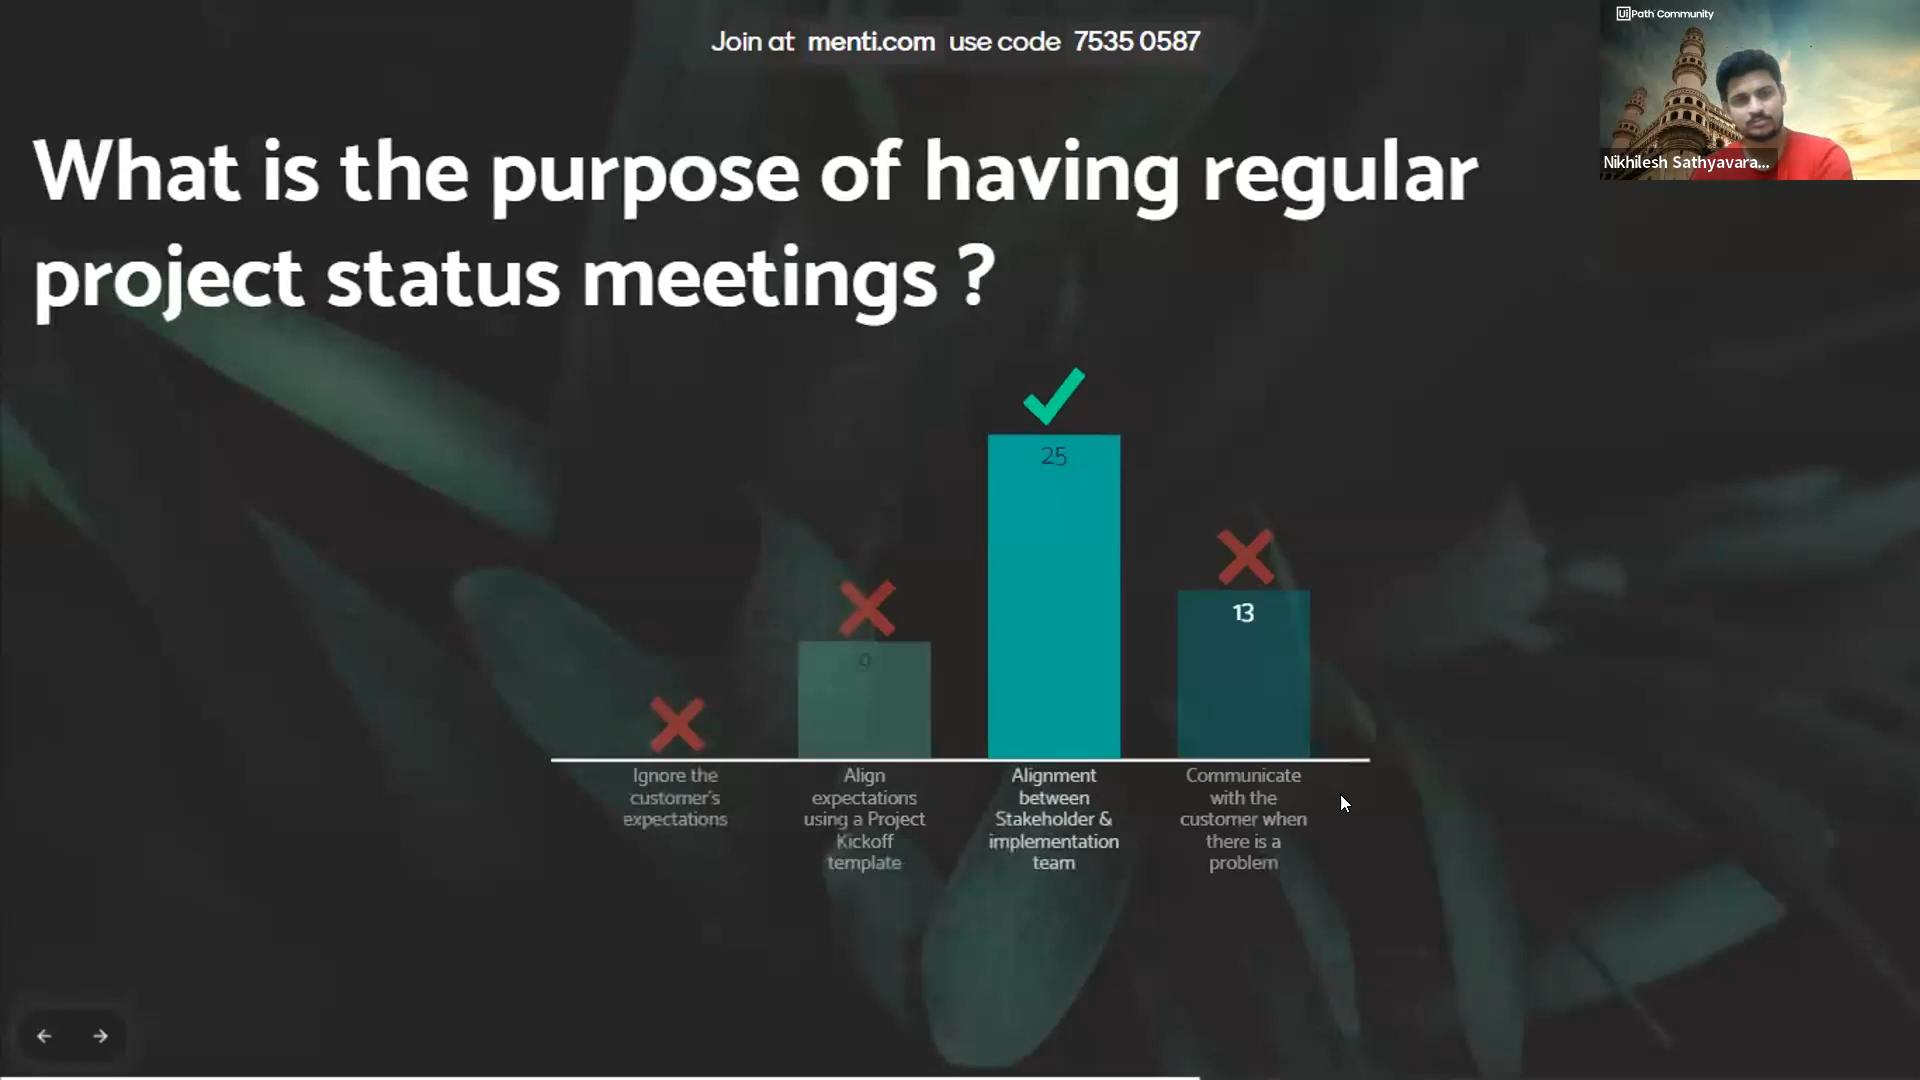 UiPath Community
Join at menti.com use code 7535 0587
Nikhilesh Sathyavara...
What is the purpose of having regular
project status meetings ?
25
13
9
Ignore the
customer's
expectations
Align
expectations
using a Project
Kickoff
template
Alignment
between
Stakeholder &
implementation
team
Communicate
with the
customer when
there is a
problem